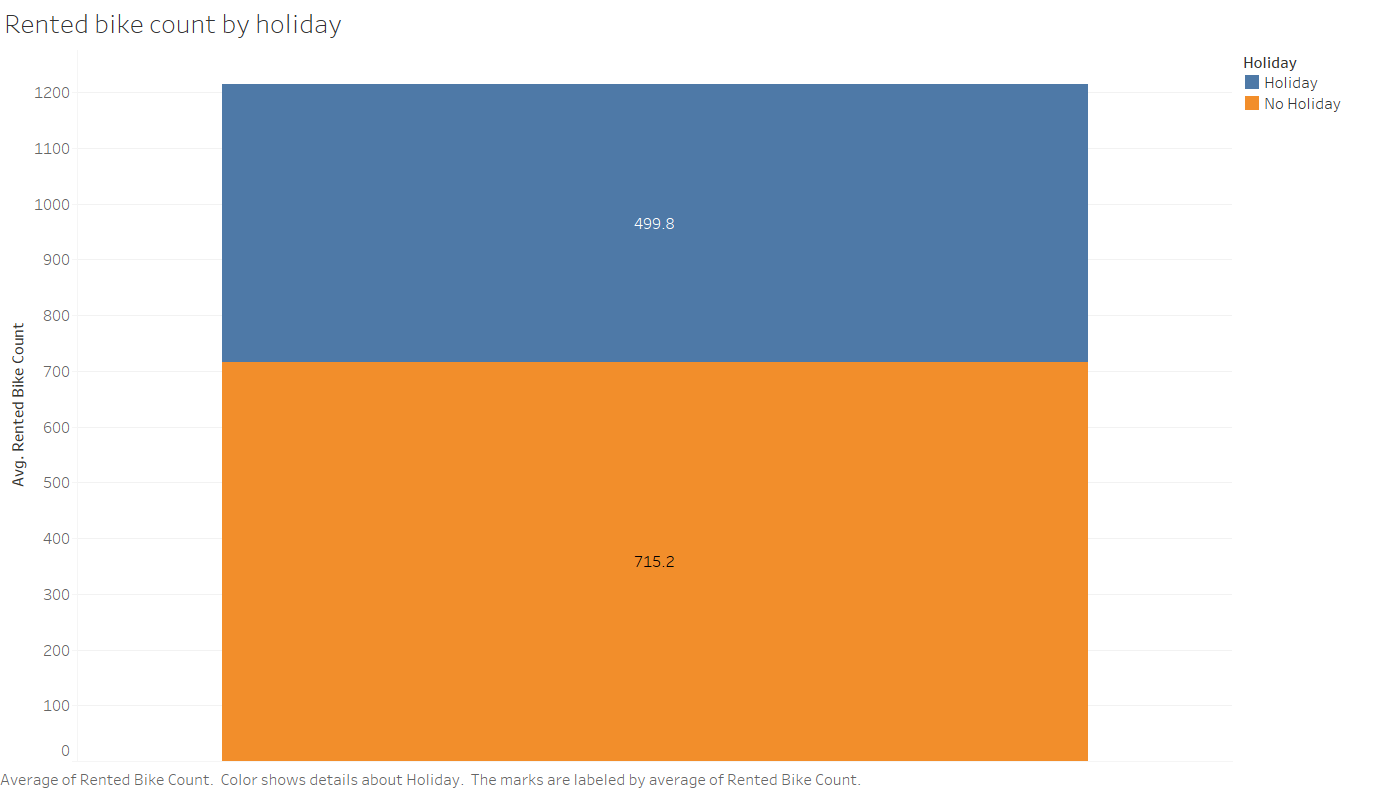 Rented bike count by holiday
Holiday
Holiday
No Holiday
1200
1100
1000
900
800
700
600
500
400
300
200
100
0
Avg. Rented Bike Count
499.8
715.2
Average of Rented Bike Count.  Color shows details about Holiday.  The marks are labeled by average of Rented Bike Count.